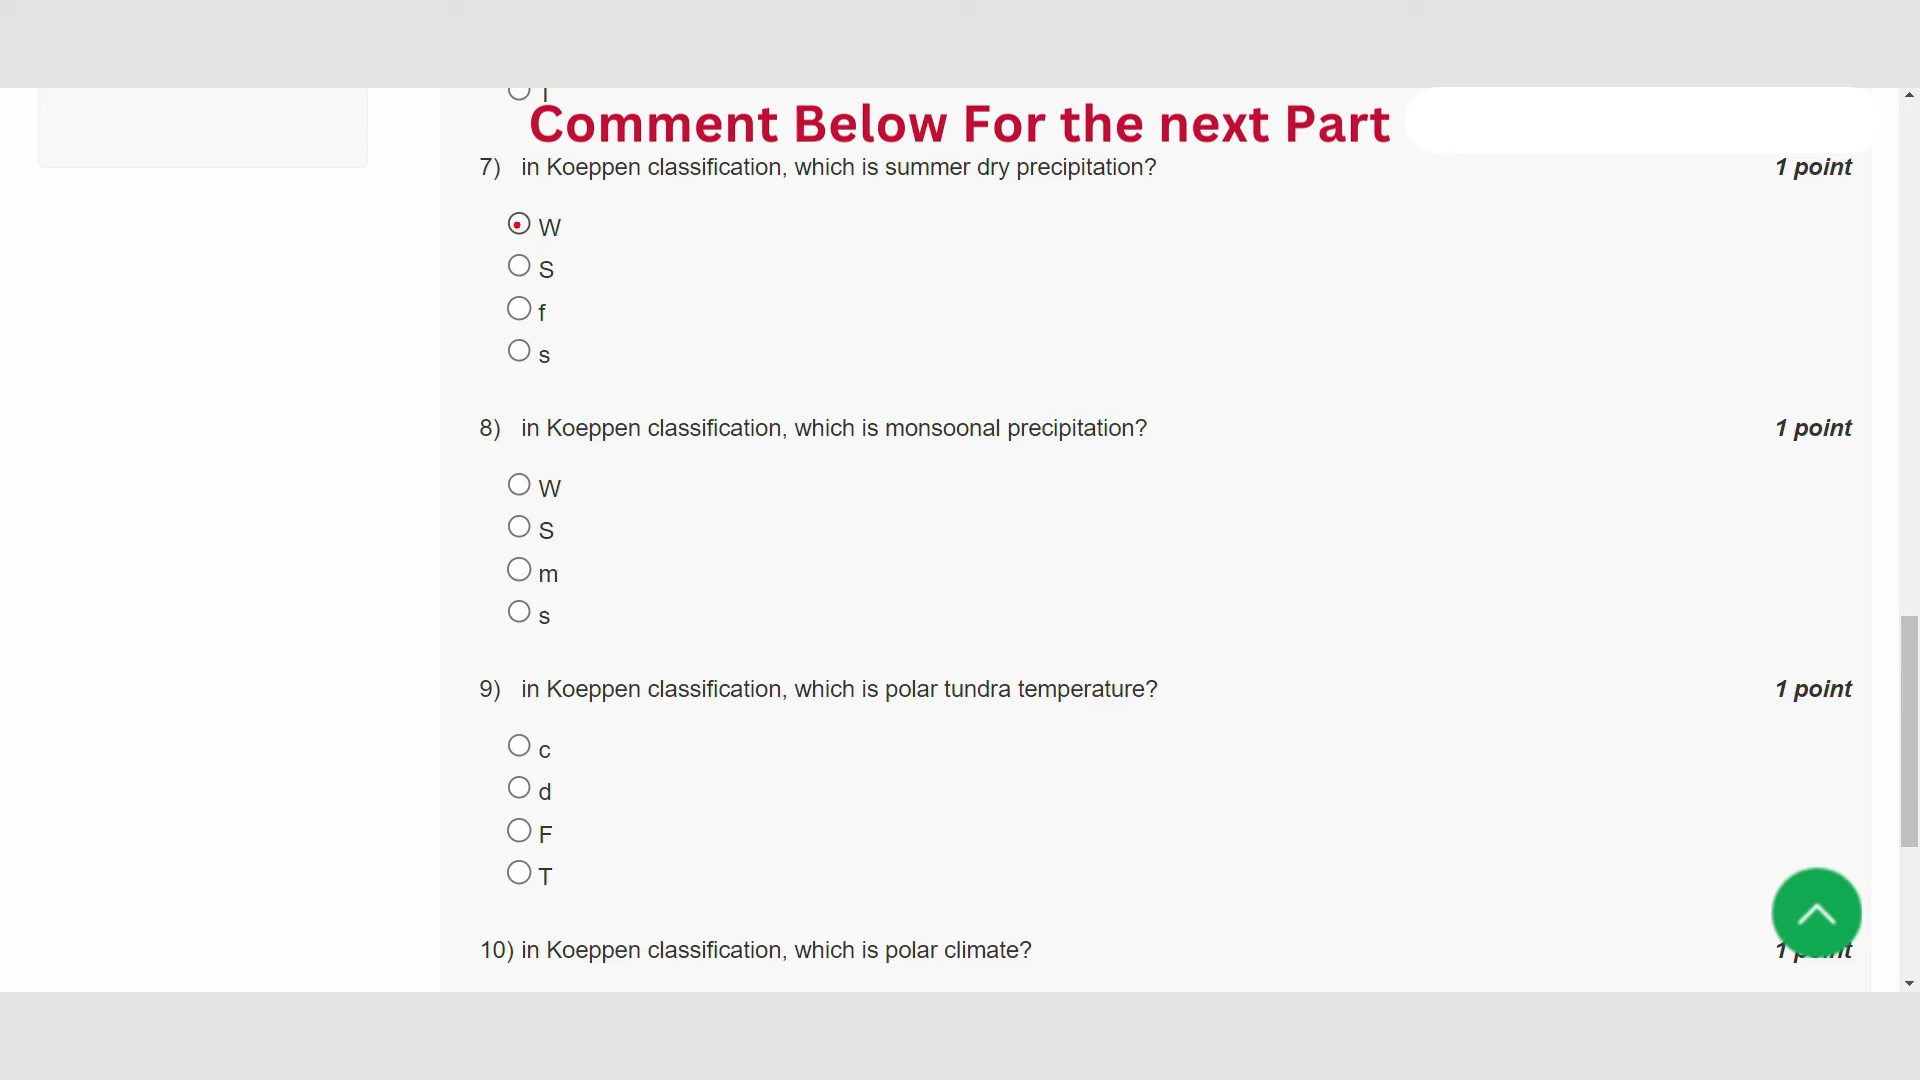 Comment Below For the next Part
7) in Koeppen classification, which is summer dry precipitation? 1 point
W
S
f
s
8) in Koeppen classification, which is monsoonal precipitation? 1 point
W
S
m
s
9) in Koeppen classification, which is polar tundra temperature? 1 point
c
d
F
T
10) in Koeppen classification, which is polar climate?